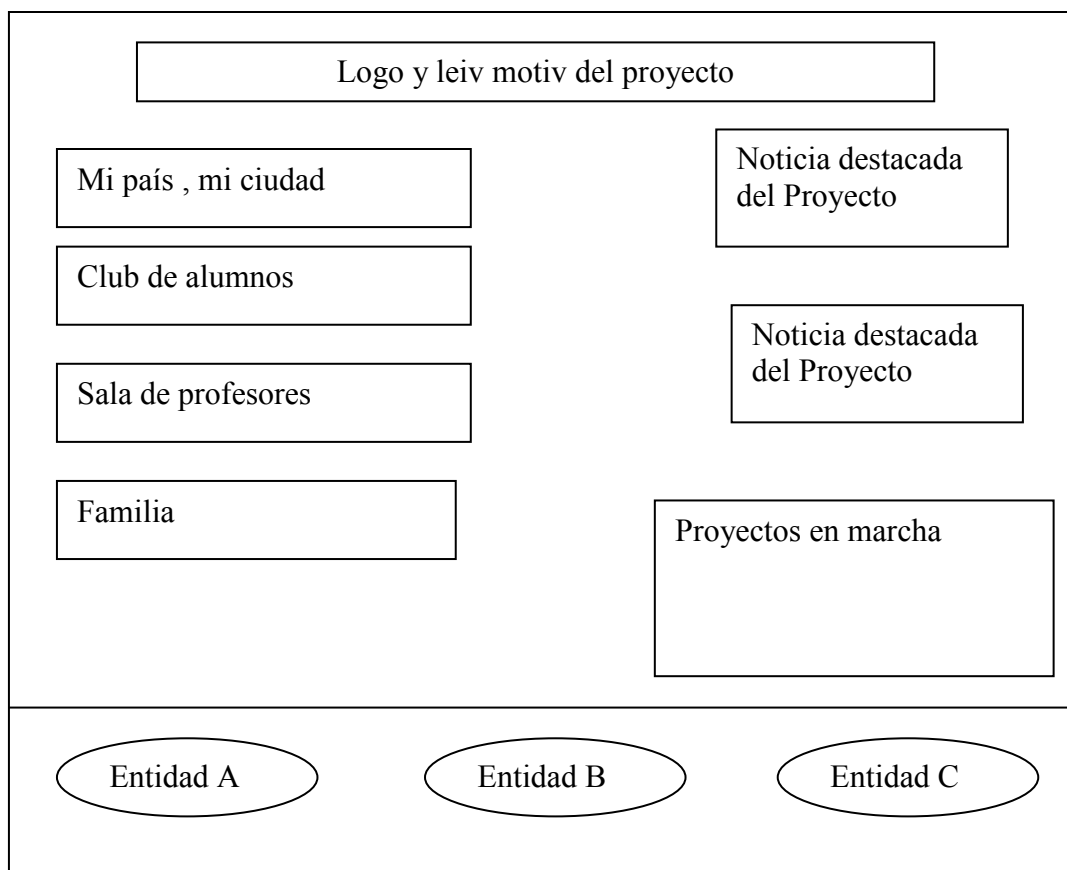 Logo y leiv motiv del proyecto
Mi país , mi ciudad
Club de alumnos
Sala de profesores
Familia
Noticia destacada
del Proyecto
Noticia destacada
del Proyecto
Proyectos en marcha
Entidad A
Entidad B
Entidad C